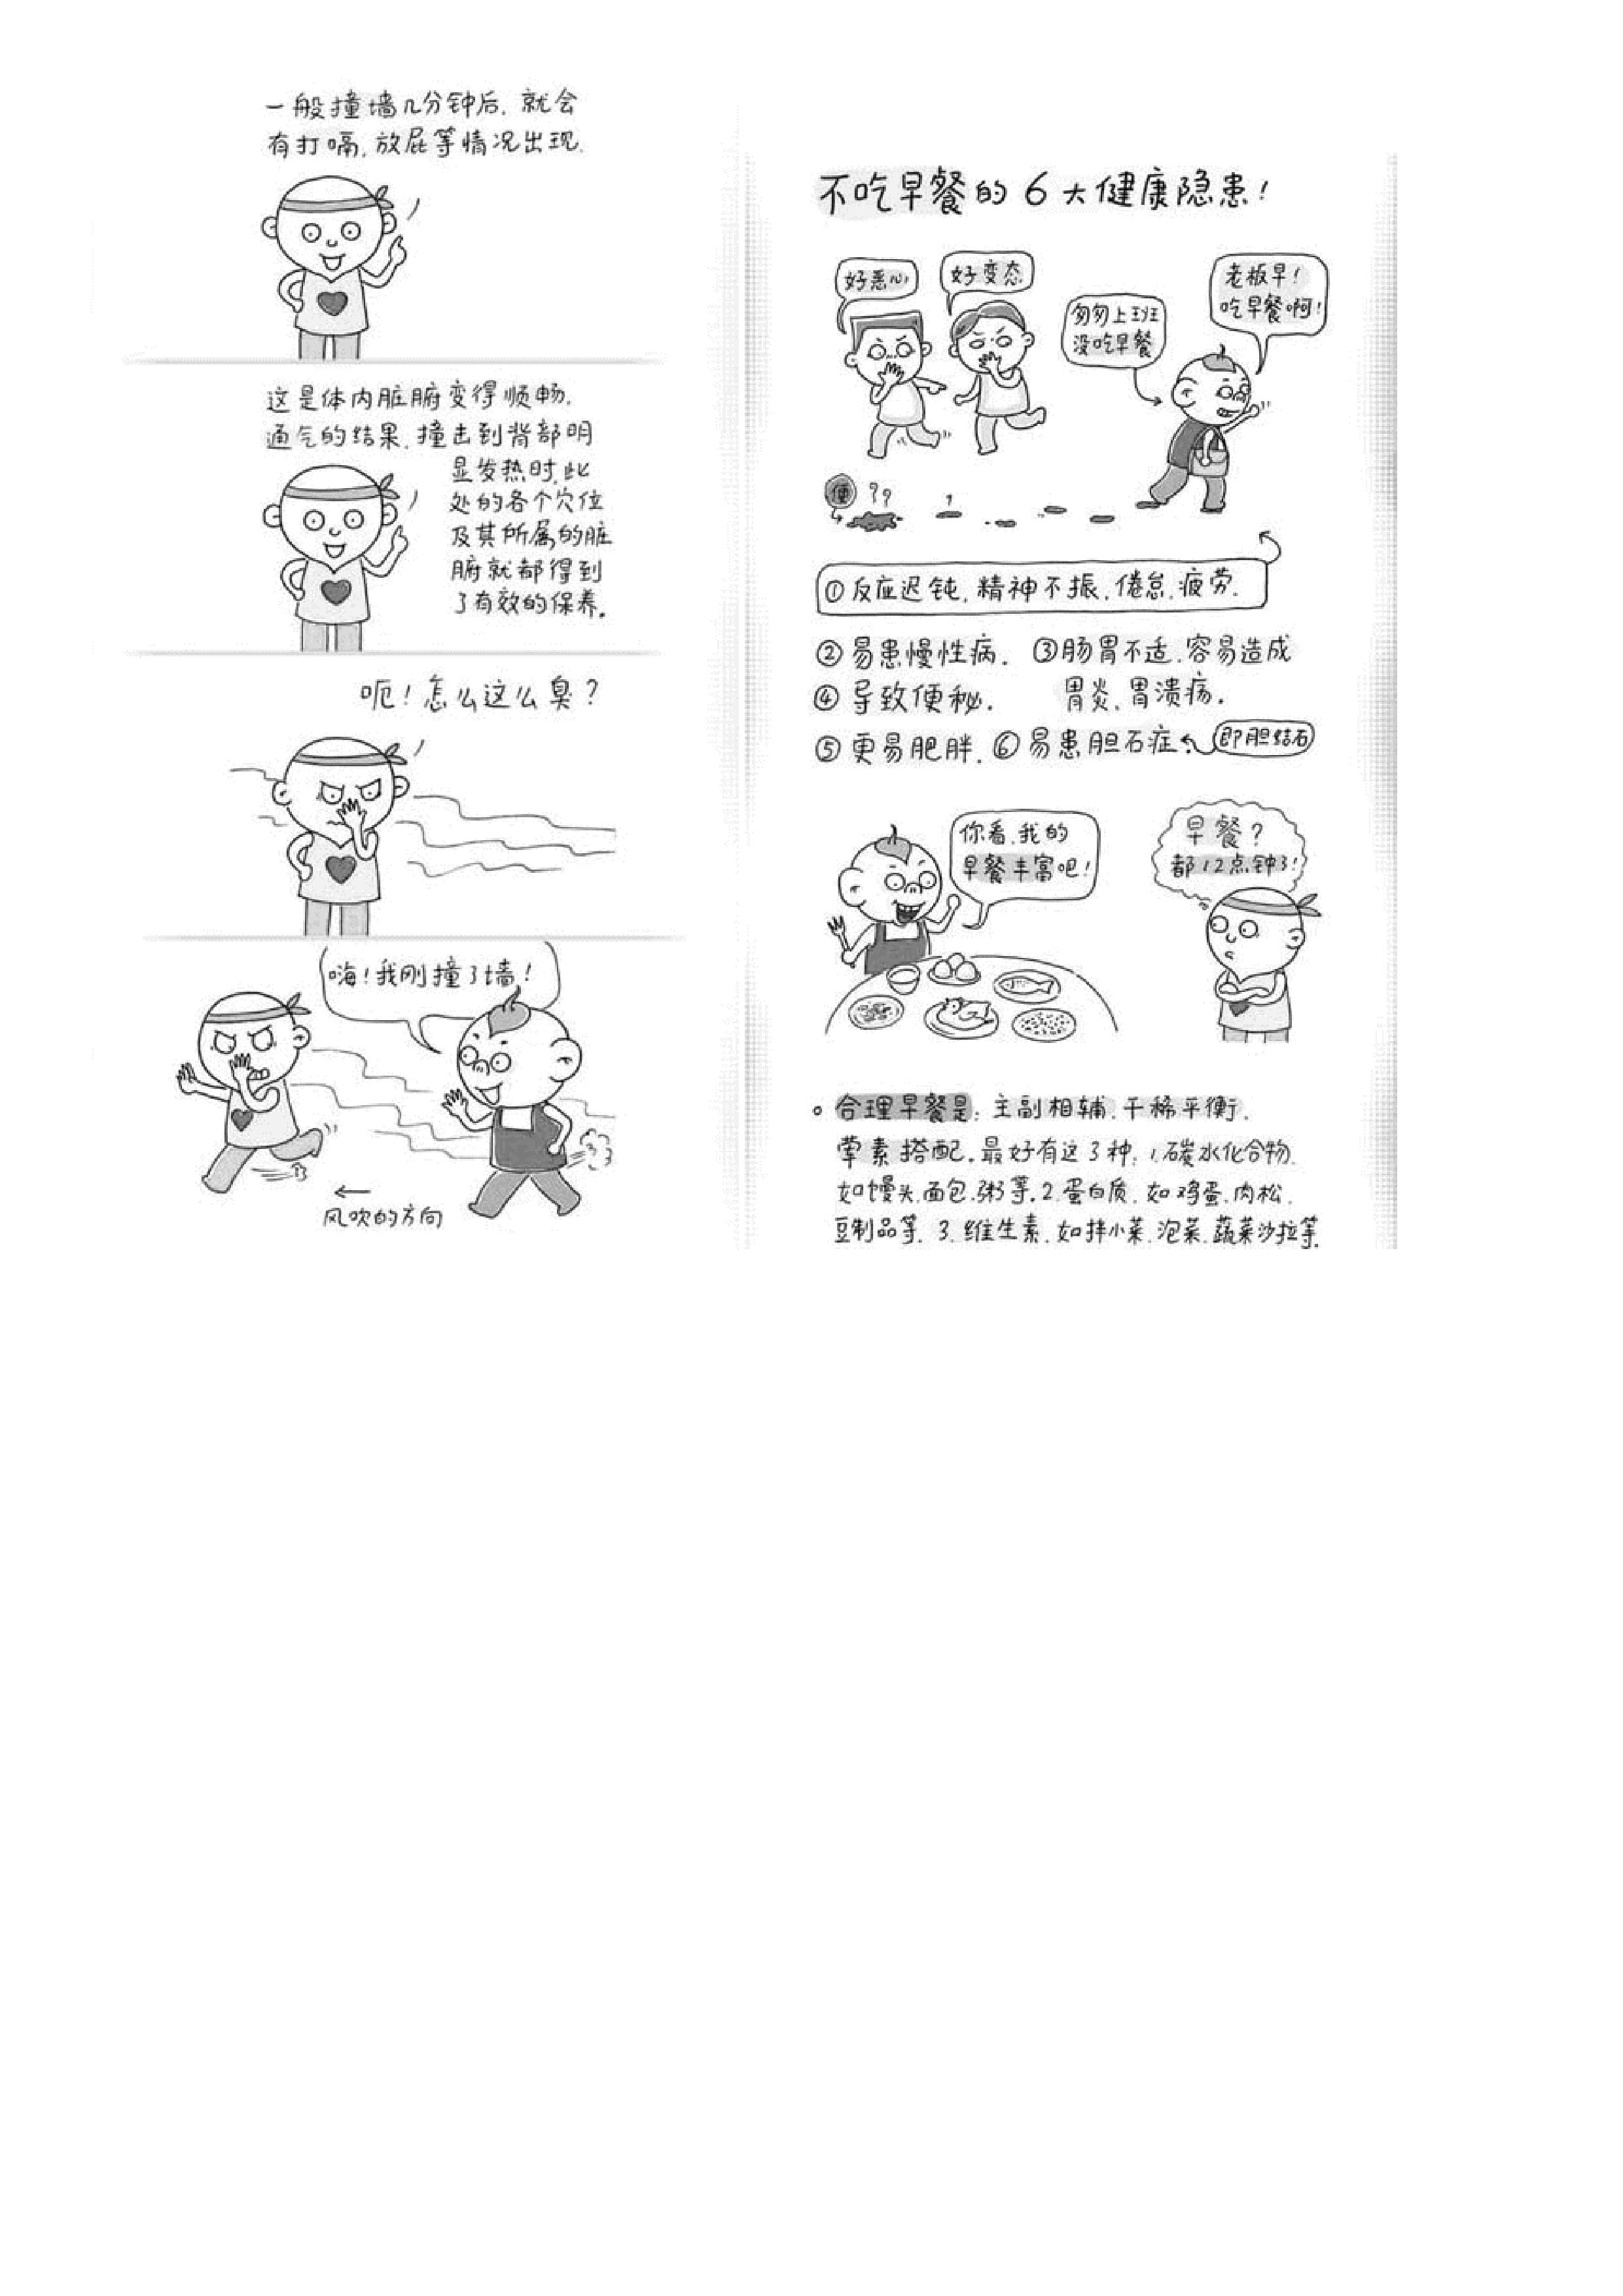 一般撞墙几分钟后,就会
有打嗝,放屁等情况出现.
这是体内脏腑变得顺畅,
通气的结果,撞击到背部明
显发热时,此
处的各个穴位
及其所属的脏
腑就都得到
了有效的保养.
呃!怎么这么臭?
嗨!我刚撞了墙!
风吹的方向
不吃早餐的6大健康隐患!
好恶心
好变态
匆匆上班
没吃早餐
老板早!
吃早餐啊!
便
??
①反应迟钝,精神不振,倦怠,疲劳.
②易患慢性病. ③肠胃不适,容易造成
④导致便秘. 胃炎,胃溃疡.
⑤更易肥胖. ⑥易患胆石症. 即胆结石
你看,我的
早餐丰富吧!
早餐?
都12点钟了!
。合理早餐是:主副相辅,干稀平衡,
荤素搭配.最好有这3种:1.碳水化合物,
如馒头,面包,粥等.2.蛋白质,如鸡蛋,肉松,
豆制品等.3.维生素,如拌小菜,泡菜,蔬菜沙拉等.